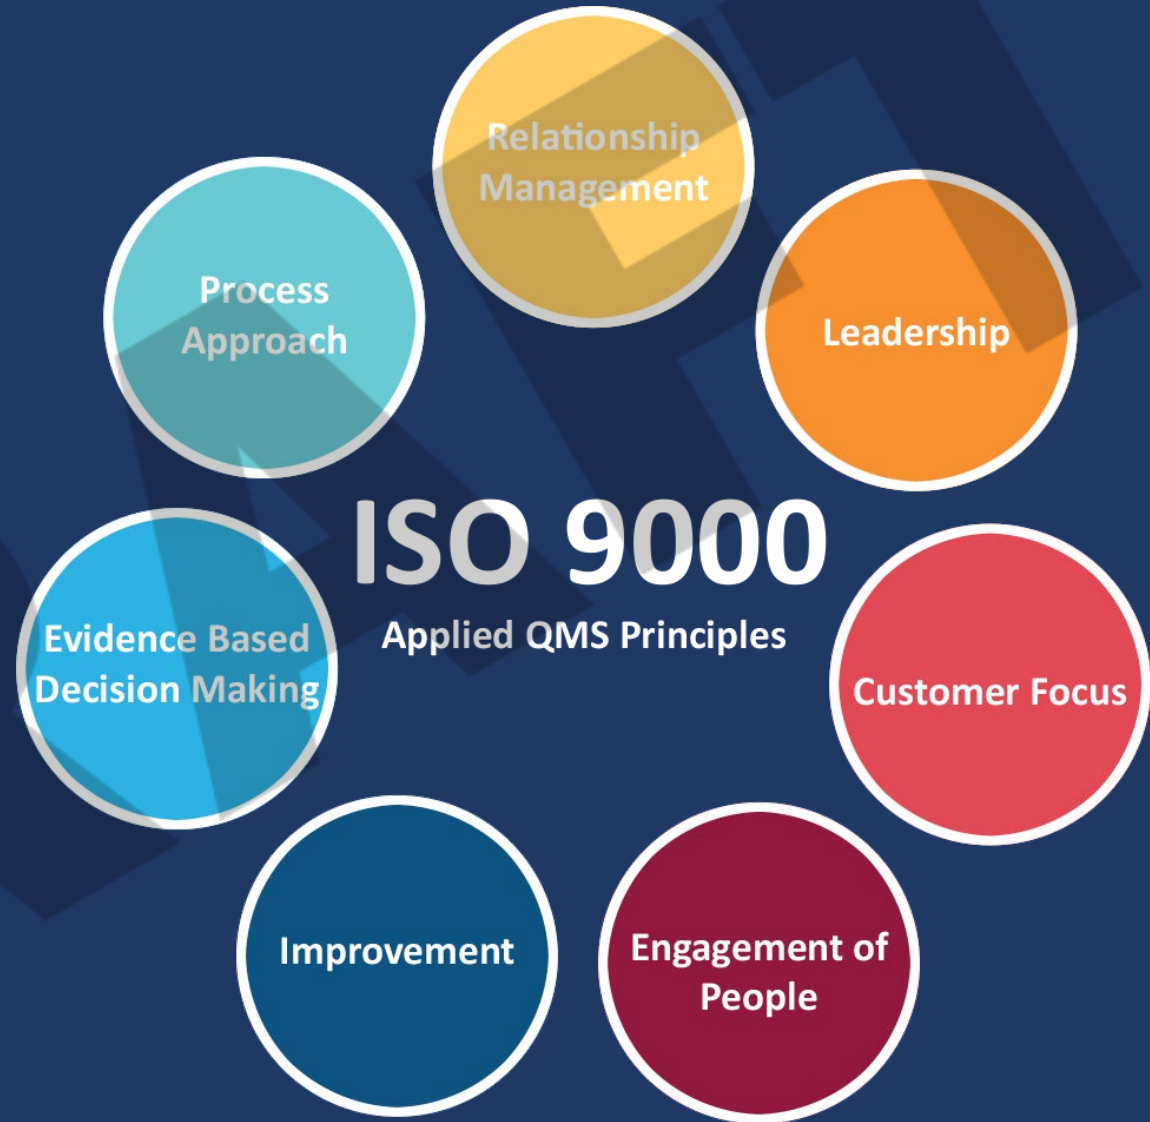 Relationship
Management
Process
Approach
Leadership
ISO 9000
Applied QMS Principles
Evidence Based
Decision Making
Customer Focus
Improvement
Engagement of
People